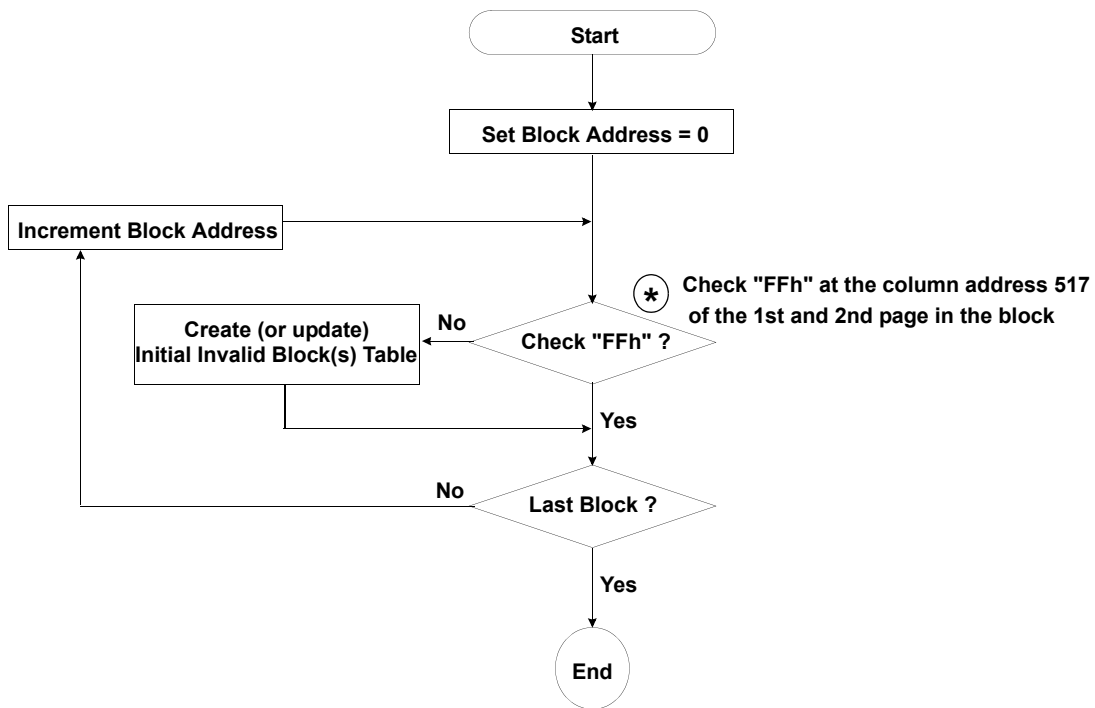 Start
Set Block Address = 0
Increment Block Address
* Check "FFh" at the column address 517
of the 1st and 2nd page in the block
Create (or update)
Initial Invalid Block(s) Table
No
Check "FFh" ?
Yes
No
Last Block ?
Yes
End